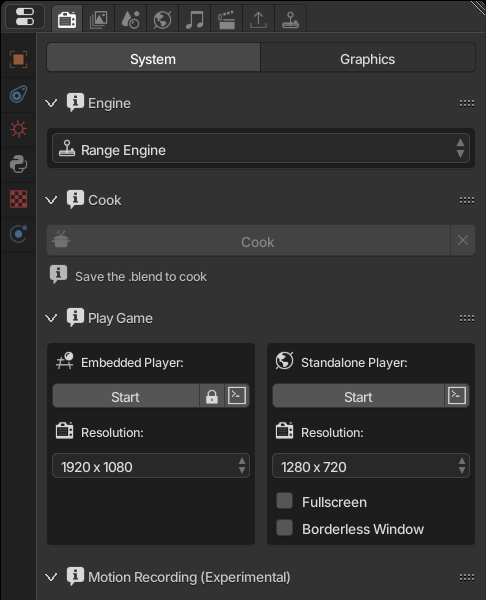 System
Graphics
Engine
Range Engine
Cook
Cook
Save the .blend to cook
Play Game
Embedded Player:
Start
Resolution:
1920 x 1080
Standalone Player:
Start
Resolution:
1280 x 720
Fullscreen
Borderless Window
Motion Recording (Experimental)